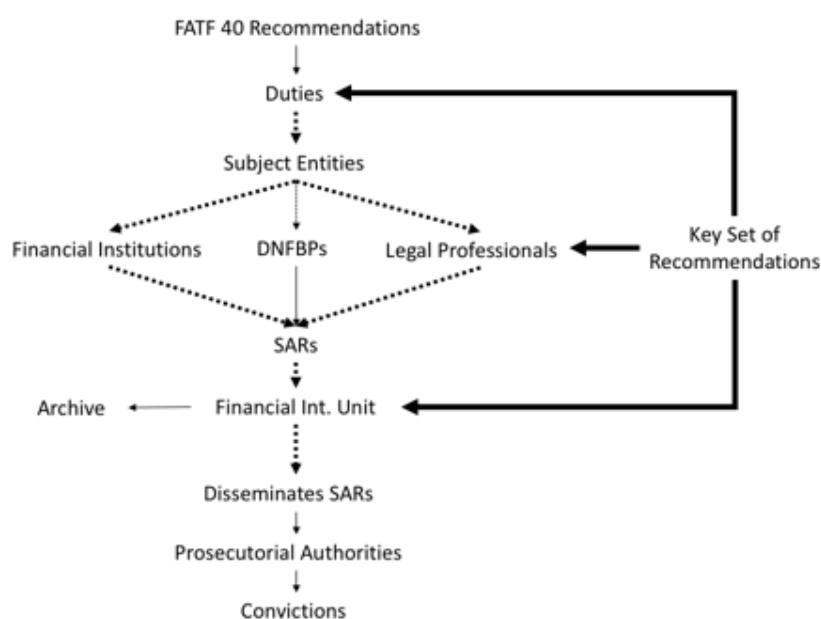 FATF 40 Recommendations
Duties
Subject Entities
Financial Institutions
DNFBPs
Legal Professionals
Key Set of
Recommendations
SARs
Archive
Financial Int. Unit
Disseminates SARs
Prosecutorial Authorities
Convictions